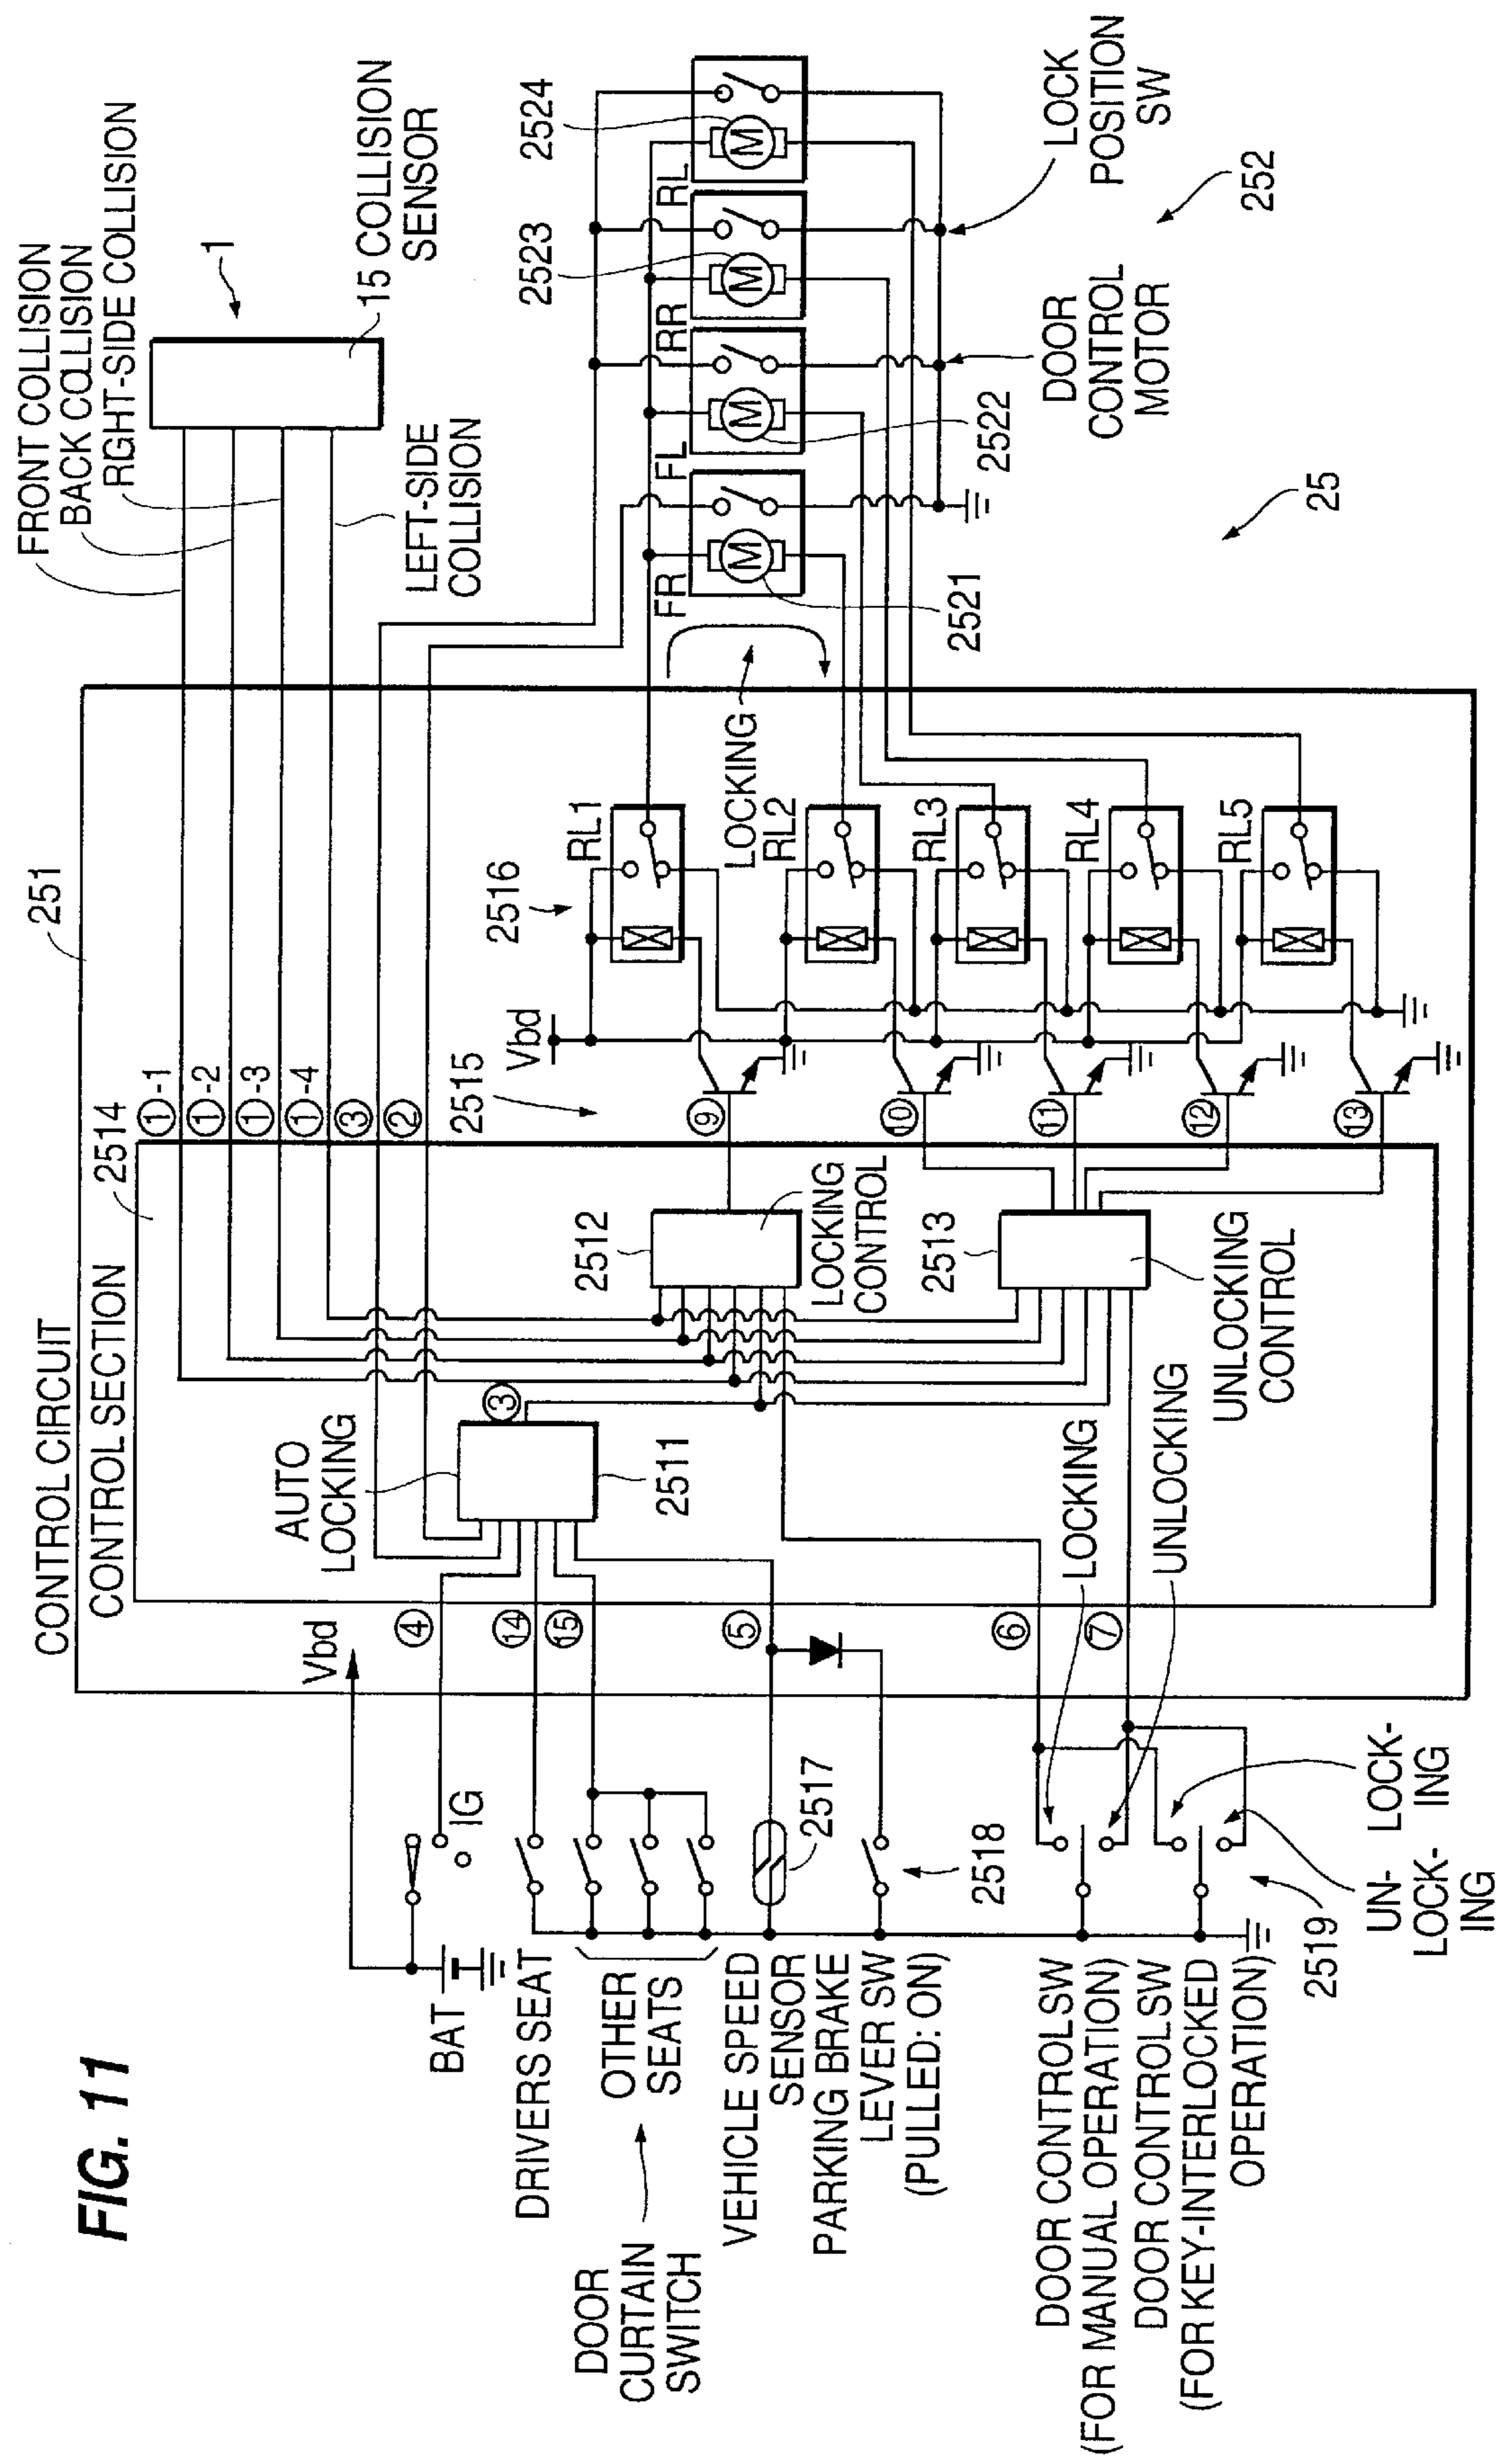 FIG. 11
FRONT COLLISION
BACK COLLISION
RGHT-SIDE COLLISION
1
15 COLLISION
SENSOR
LEFT-SIDE
COLLISION
251
2514
CONTROL CIRCUIT
CONTROL SECTION
①-1
①-2
①-3
①-4
③
②
Vbd
④
⑭
⑮
⑤
⑥
⑦
AUTO
LOCKING
③
2511
2512
LOCKING
CONTROL
2513
UNLOCKING
CONTROL
LOCKING
UNLOCKING
2515
Vbd
⑨
⑩
⑪
⑫
⑬
2516
RL1
RL2
RL3
RL4
RL5
LOCKING
FR
FL
RR
RL
M
M
M
M
2521
2522
2523
2524
DOOR
CONTROL
MOTOR
LOCK
POSITION
SW
252
25
BAT
IG
DRIVERS SEAT
OTHER
SEATS
DOOR
CURTAIN
SWITCH
VEHICLE SPEED
SENSOR
2517
PARKING BRAKE
LEVER SW
(PULLED: ON)
2518
DOOR CONTROLSW
(FOR MANUAL OPERATION)
DOOR CONTROLSW
(FOR KEY-INTERLOCKED
OPERATION)
2519
UN-
LOCK-
ING
LOCK-
ING